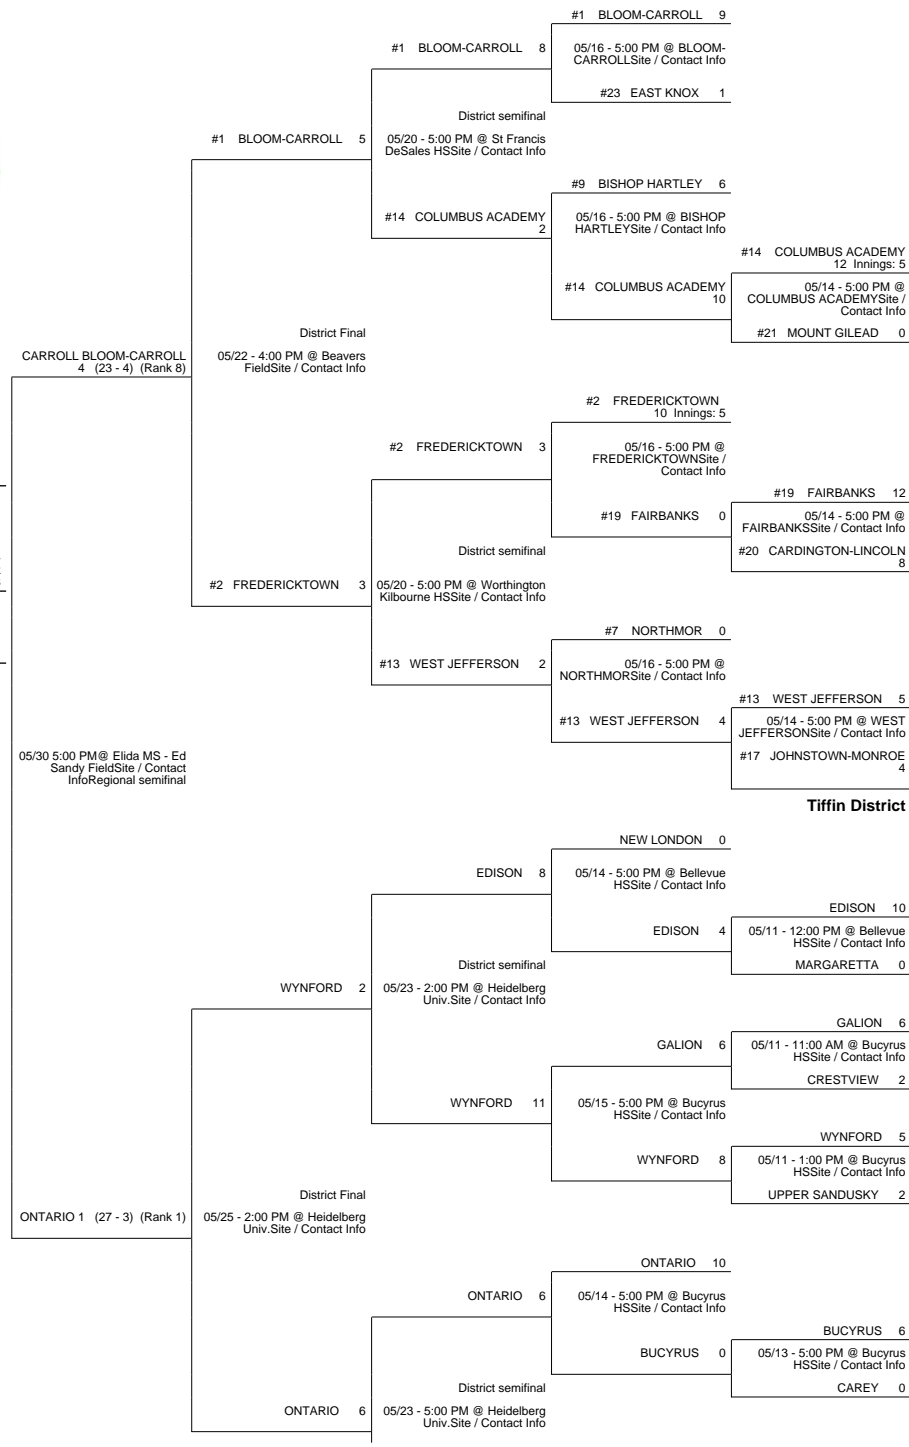 #1 BLOOM-CARROLL 9
#1 BLOOM-CARROLL 8
05/16 - 5:00 PM @ BLOOM-
CARROLLSite / Contact Info
#23 EAST KNOX 1
District semifinal
#1 BLOOM-CARROLL 5
05/20 - 5:00 PM @ St Francis
DeSales HSSite / Contact Info
#9 BISHOP HARTLEY 6
#14 COLUMBUS ACADEMY
2
05/16 - 5:00 PM @ BISHOP
HARTLEYSite / Contact Info
#14 COLUMBUS ACADEMY
12 Innings: 5
#14 COLUMBUS ACADEMY
10
05/14 - 5:00 PM @
COLUMBUS ACADEMYSite /
Contact Info
#21 MOUNT GILEAD 0
District Final
CARROLL BLOOM-CARROLL
4 (23 - 4) (Rank 8)
05/22 - 4:00 PM @ Beavers
FieldSite / Contact Info
#2 FREDERICKTOWN
10 Innings: 5
#2 FREDERICKTOWN 3
05/16 - 5:00 PM @
FREDERICKTOWNSite /
Contact Info
#19 FAIRBANKS 12
#19 FAIRBANKS 0
05/14 - 5:00 PM @
FAIRBANKSSite / Contact Info
#20 CARDINGTON-LINCOLN
8
District semifinal
#2 FREDERICKTOWN 3
05/20 - 5:00 PM @ Worthington
Kilbourne HSSite / Contact Info
#7 NORTHMOR 0
#13 WEST JEFFERSON 2
05/16 - 5:00 PM @
NORTHMORSite / Contact Info
#13 WEST JEFFERSON 5
#13 WEST JEFFERSON 4
05/14 - 5:00 PM @ WEST
JEFFERSONSite / Contact Info
#17 JOHNSTOWN-MONROE
4
05/30 5:00 PM@ Elida MS - Ed
Sandy FieldSite / Contact
InfoRegional semifinal
Tiffin District
NEW LONDON 0
EDISON 8
05/14 - 5:00 PM @ Bellevue
HSSite / Contact Info
EDISON 10
EDISON 4
05/11 - 12:00 PM @ Bellevue
HSSite / Contact Info
MARGARETTA 0
District semifinal
WYNFORD 2
05/23 - 2:00 PM @ Heidelberg
Univ.Site / Contact Info
GALION 6
GALION 6
05/11 - 11:00 AM @ Bucyrus
HSSite / Contact Info
CRESTVIEW 2
WYNFORD 11
05/15 - 5:00 PM @ Bucyrus
HSSite / Contact Info
WYNFORD 5
WYNFORD 8
05/11 - 1:00 PM @ Bucyrus
HSSite / Contact Info
UPPER SANDUSKY 2
District Final
ONTARIO 1 (27 - 3) (Rank 1)
05/25 - 2:00 PM @ Heidelberg
Univ.Site / Contact Info
ONTARIO 10
ONTARIO 6
05/14 - 5:00 PM @ Bucyrus
HSSite / Contact Info
BUCYRUS 6
BUCYRUS 0
05/13 - 5:00 PM @ Bucyrus
HSSite / Contact Info
CAREY 0
District semifinal
ONTARIO 6
05/23 - 5:00 PM @ Heidelberg
Univ.Site / Contact Info